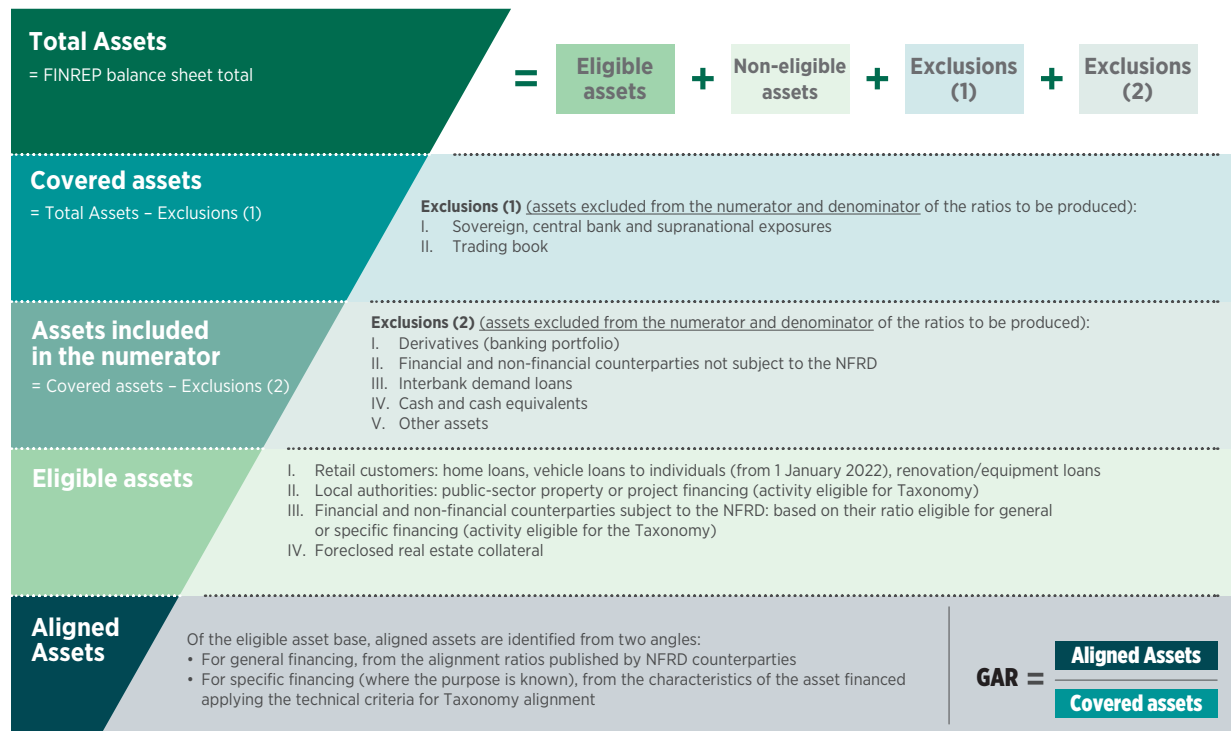 Total Assets
= FINREP balance sheet total
=
Eligible
assets
+
Non-eligible
assets
+
Exclusions
(1)
+
Exclusions
(2)
Covered assets
= Total Assets – Exclusions (1)
Exclusions (1) (assets excluded from the numerator and denominator of the ratios to be produced):
I. Sovereign, central bank and supranational exposures
II. Trading book
Assets included
in the numerator
= Covered assets – Exclusions (2)
Exclusions (2) (assets excluded from the numerator and denominator of the ratios to be produced):
I. Derivatives (banking portfolio)
II. Financial and non-financial counterparties not subject to the NFRD
III. Interbank demand loans
IV. Cash and cash equivalents
V. Other assets
Eligible assets
I. Retail customers: home loans, vehicle loans to individuals (from 1 January 2022), renovation/equipment loans
II. Local authorities: public-sector property or project financing (activity eligible for Taxonomy)
III. Financial and non-financial counterparties subject to the NFRD: based on their ratio eligible for general
or specific financing (activity eligible for the Taxonomy)
IV. Foreclosed real estate collateral
Aligned
Assets
Of the eligible asset base, aligned assets are identified from two angles:
• For general financing, from the alignment ratios published by NFRD counterparties
• For specific financing (where the purpose is known), from the characteristics of the asset financed
applying the technical criteria for Taxonomy alignment
GAR =
Aligned Assets
Covered assets